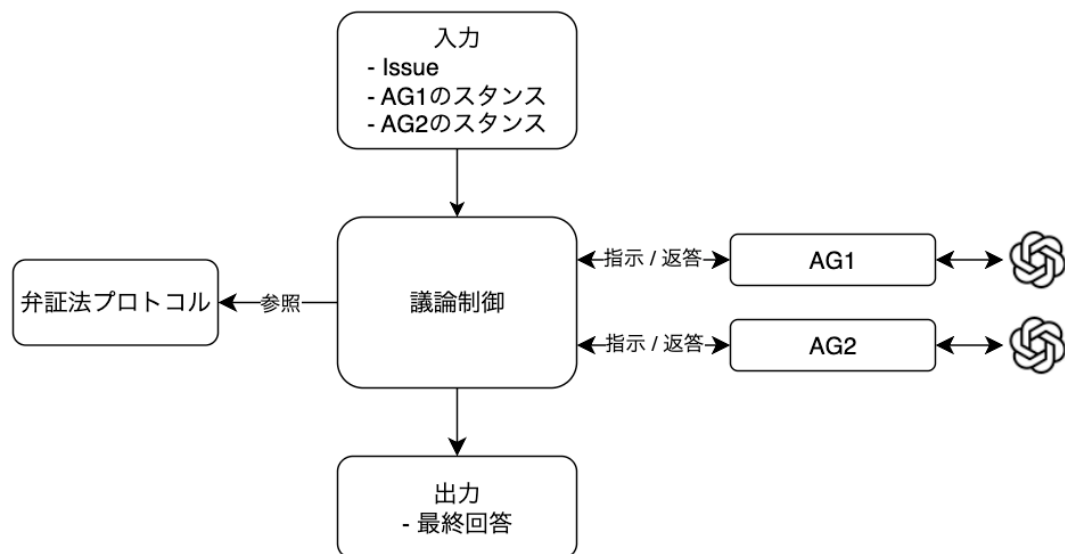 入力
- Issue
- AG1のスタンス
- AG2のスタンス
指示 / 返答
AG1
弁証法プロトコル
参照
議論制御
指示 / 返答
AG2
出力
- 最終回答